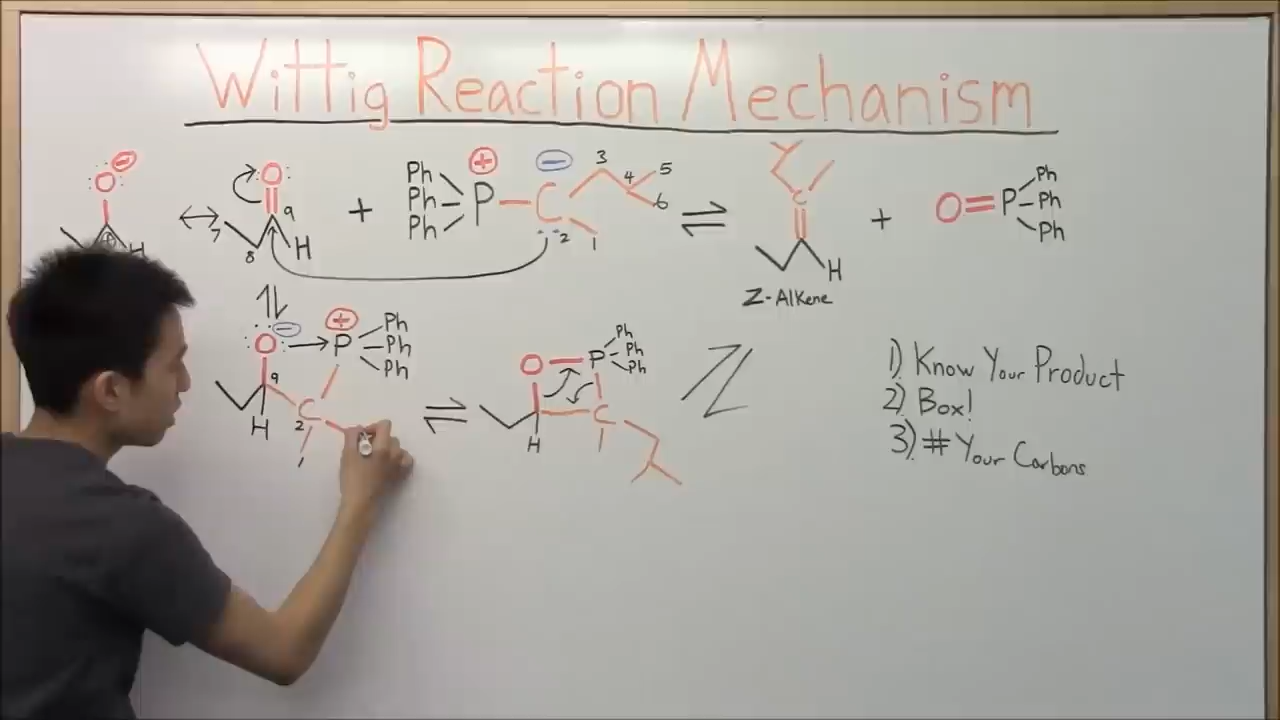 Wittig Reaction Mechanism
O 9 8 7 H
+
Ph Ph Ph P + C − 1 2 3 4 5 6
C H
Z-Alkene
+
O=P Ph Ph Ph
O −
H
O − 9 H P + Ph Ph Ph C 2 1
O P Ph Ph Ph C H
1) Know Your Product
2) Box!
3) # Your Carbons